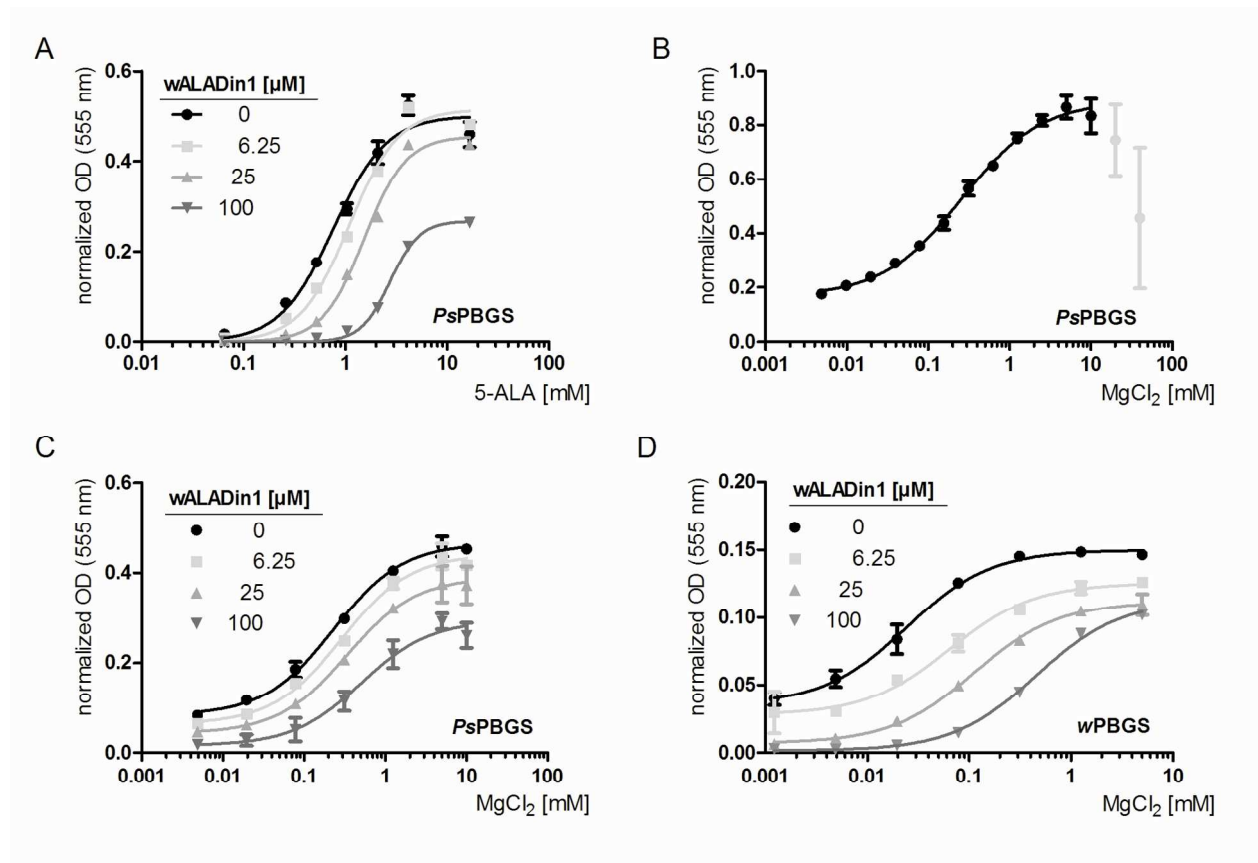 A
normalized OD (555 nm)
0.6
0.4
0.2
0.0
wALADin1 [µM]
0
6.25
25
100
PsPBGS
0.01 0.1 1 10 100
5-ALA [mM]
B
normalized OD (555 nm)
1.0
0.8
0.6
0.4
0.2
0.0
PsPBGS
0.001 0.01 0.1 1 10 100
MgCl₂ [mM]
C
normalized OD (555 nm)
0.6
0.4
0.2
0.0
wALADin1 [µM]
0
6.25
25
100
PsPBGS
0.001 0.01 0.1 1 10 100
MgCl₂ [mM]
D
normalized OD (555 nm)
0.20
0.15
0.10
0.05
0.00
wALADin1 [µM]
0
6.25
25
100
wPBGS
0.001 0.01 0.1 1 10
MgCl₂ [mM]